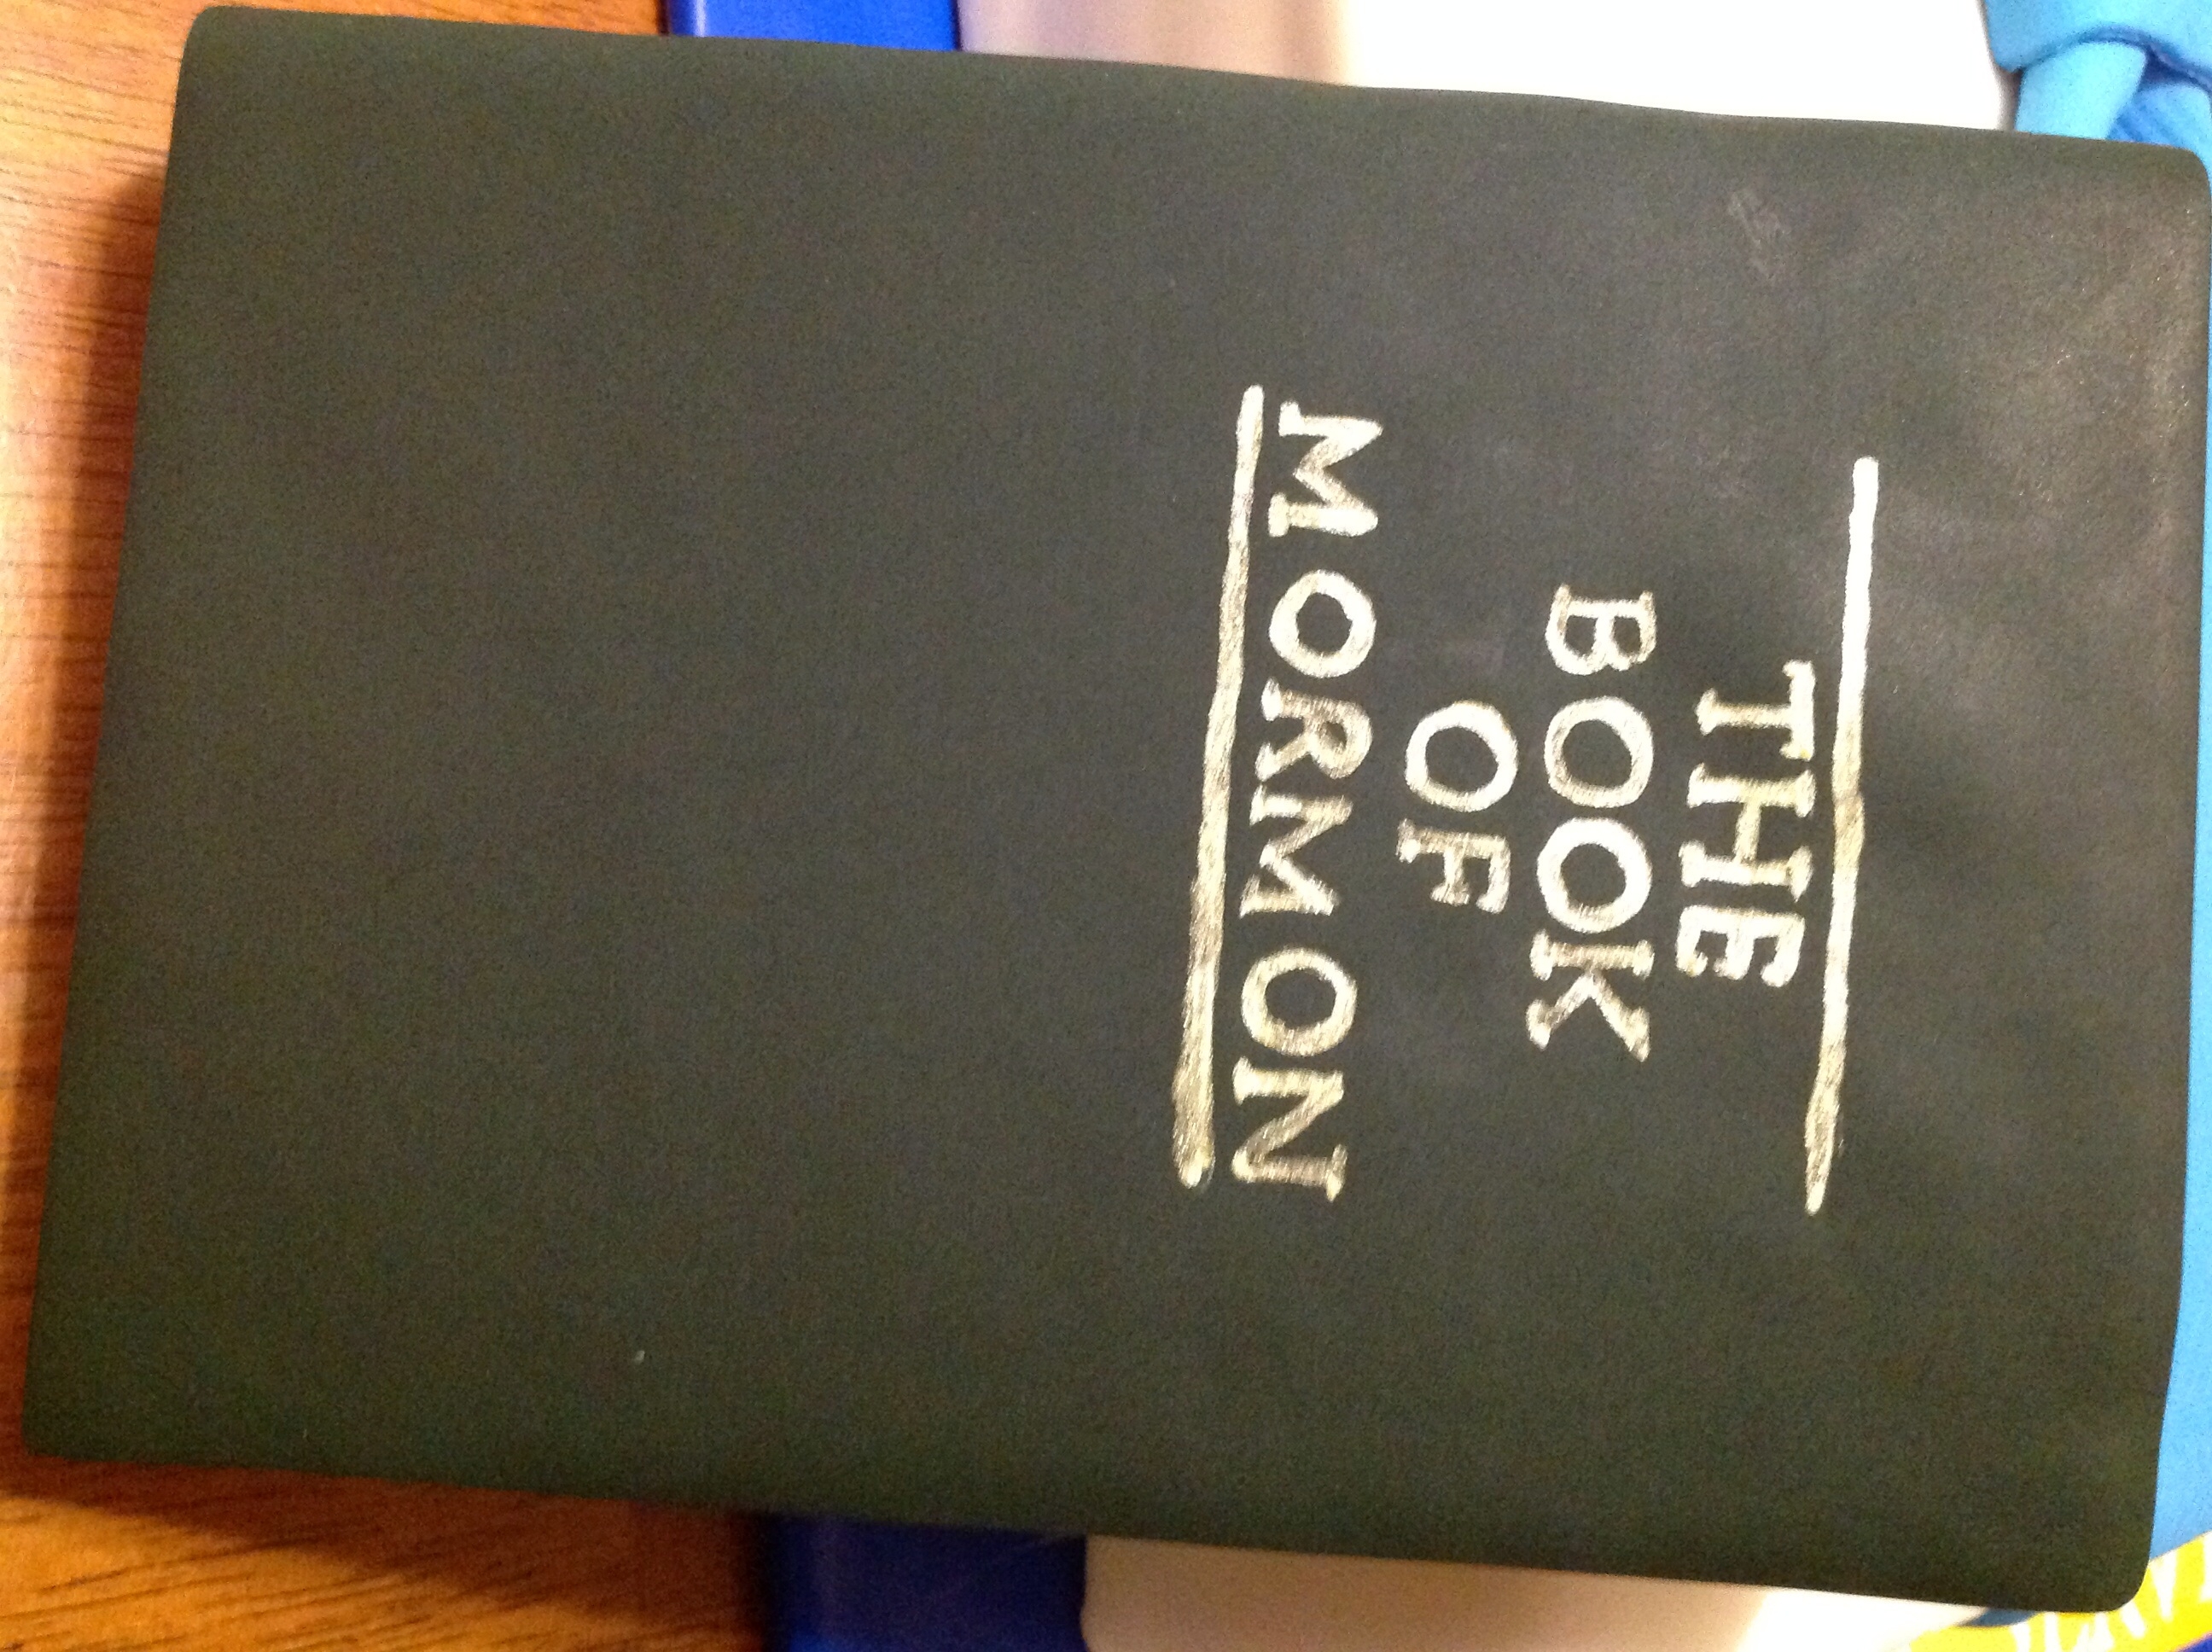 THE
BOOK
OF
MORMON